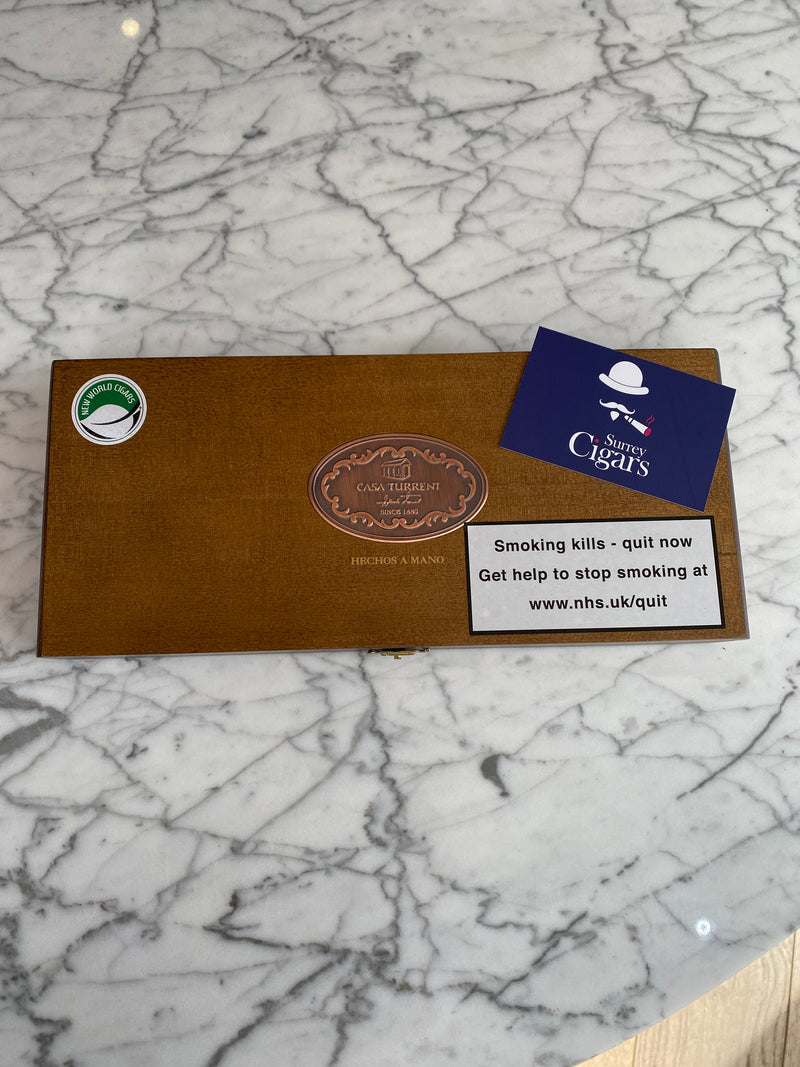 NEW WORLD CIGARS
Surrey
Cigars
CASA TURRENT
SINCE 1880
HECHOS A MANO
Smoking kills - quit now
Get help to stop smoking at
www.nhs.uk/quit